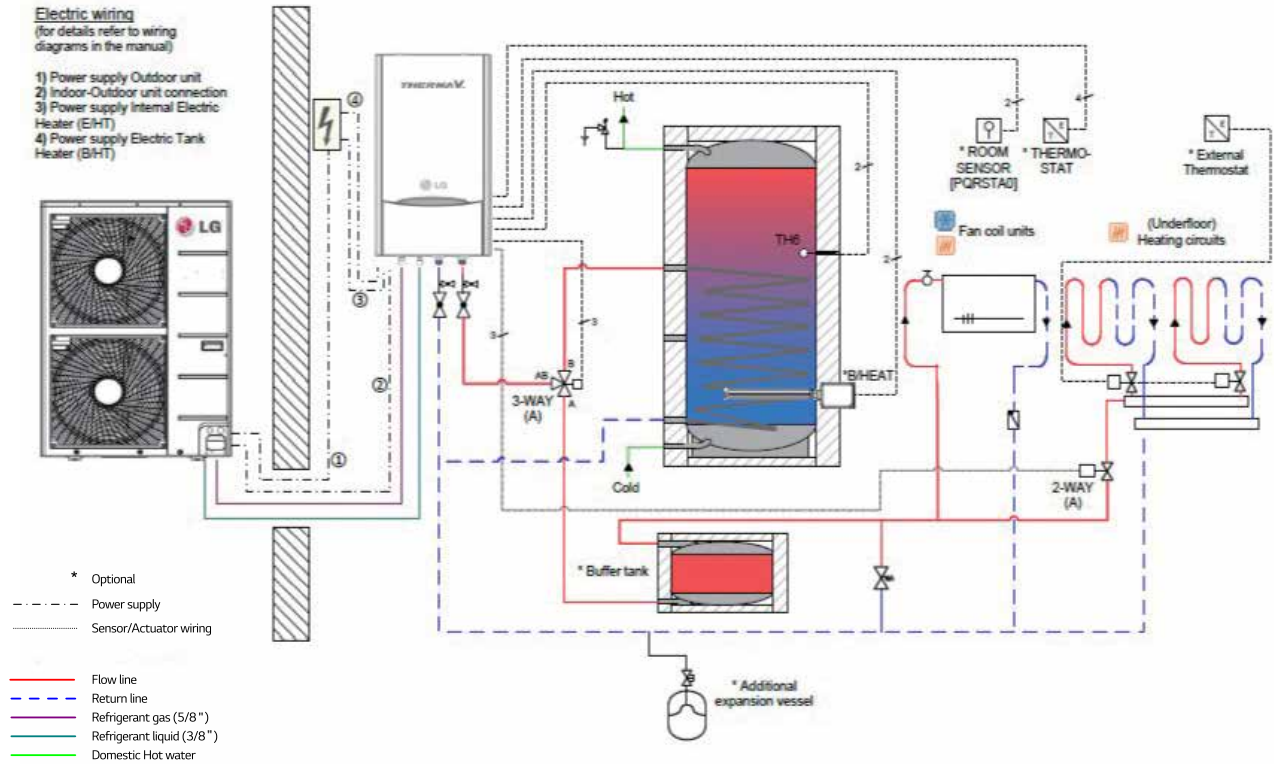 Electric wiring
(for details refer to wiring
diagrams in the manual)
1) Power supply Outdoor unit
2) Indoor-Outdoor unit connection
3) Power supply Internal Electric
Heater (E/HT)
4) Power supply Electric Tank
Heater (B/HT)
④
③
②
①
THERMA V.
LG
LG
Hot
TH6
*B/HEAT
Cold
2
4
2
2
3
3
* ROOM
SENSOR
[PQRSTA0]
T E
* THERMO-
STAT
T E
* External
Thermostat
Fan coil units
(Underfloor)
Heating circuits
B
AB
A
3-WAY
(A)
2-WAY
(A)
* Buffer tank
* Additional
expansion vessel
* Optional
Power supply
Sensor/Actuator wiring
Flow line
Return line
Refrigerant gas (5/8")
Refrigerant liquid (3/8")
Domestic Hot water